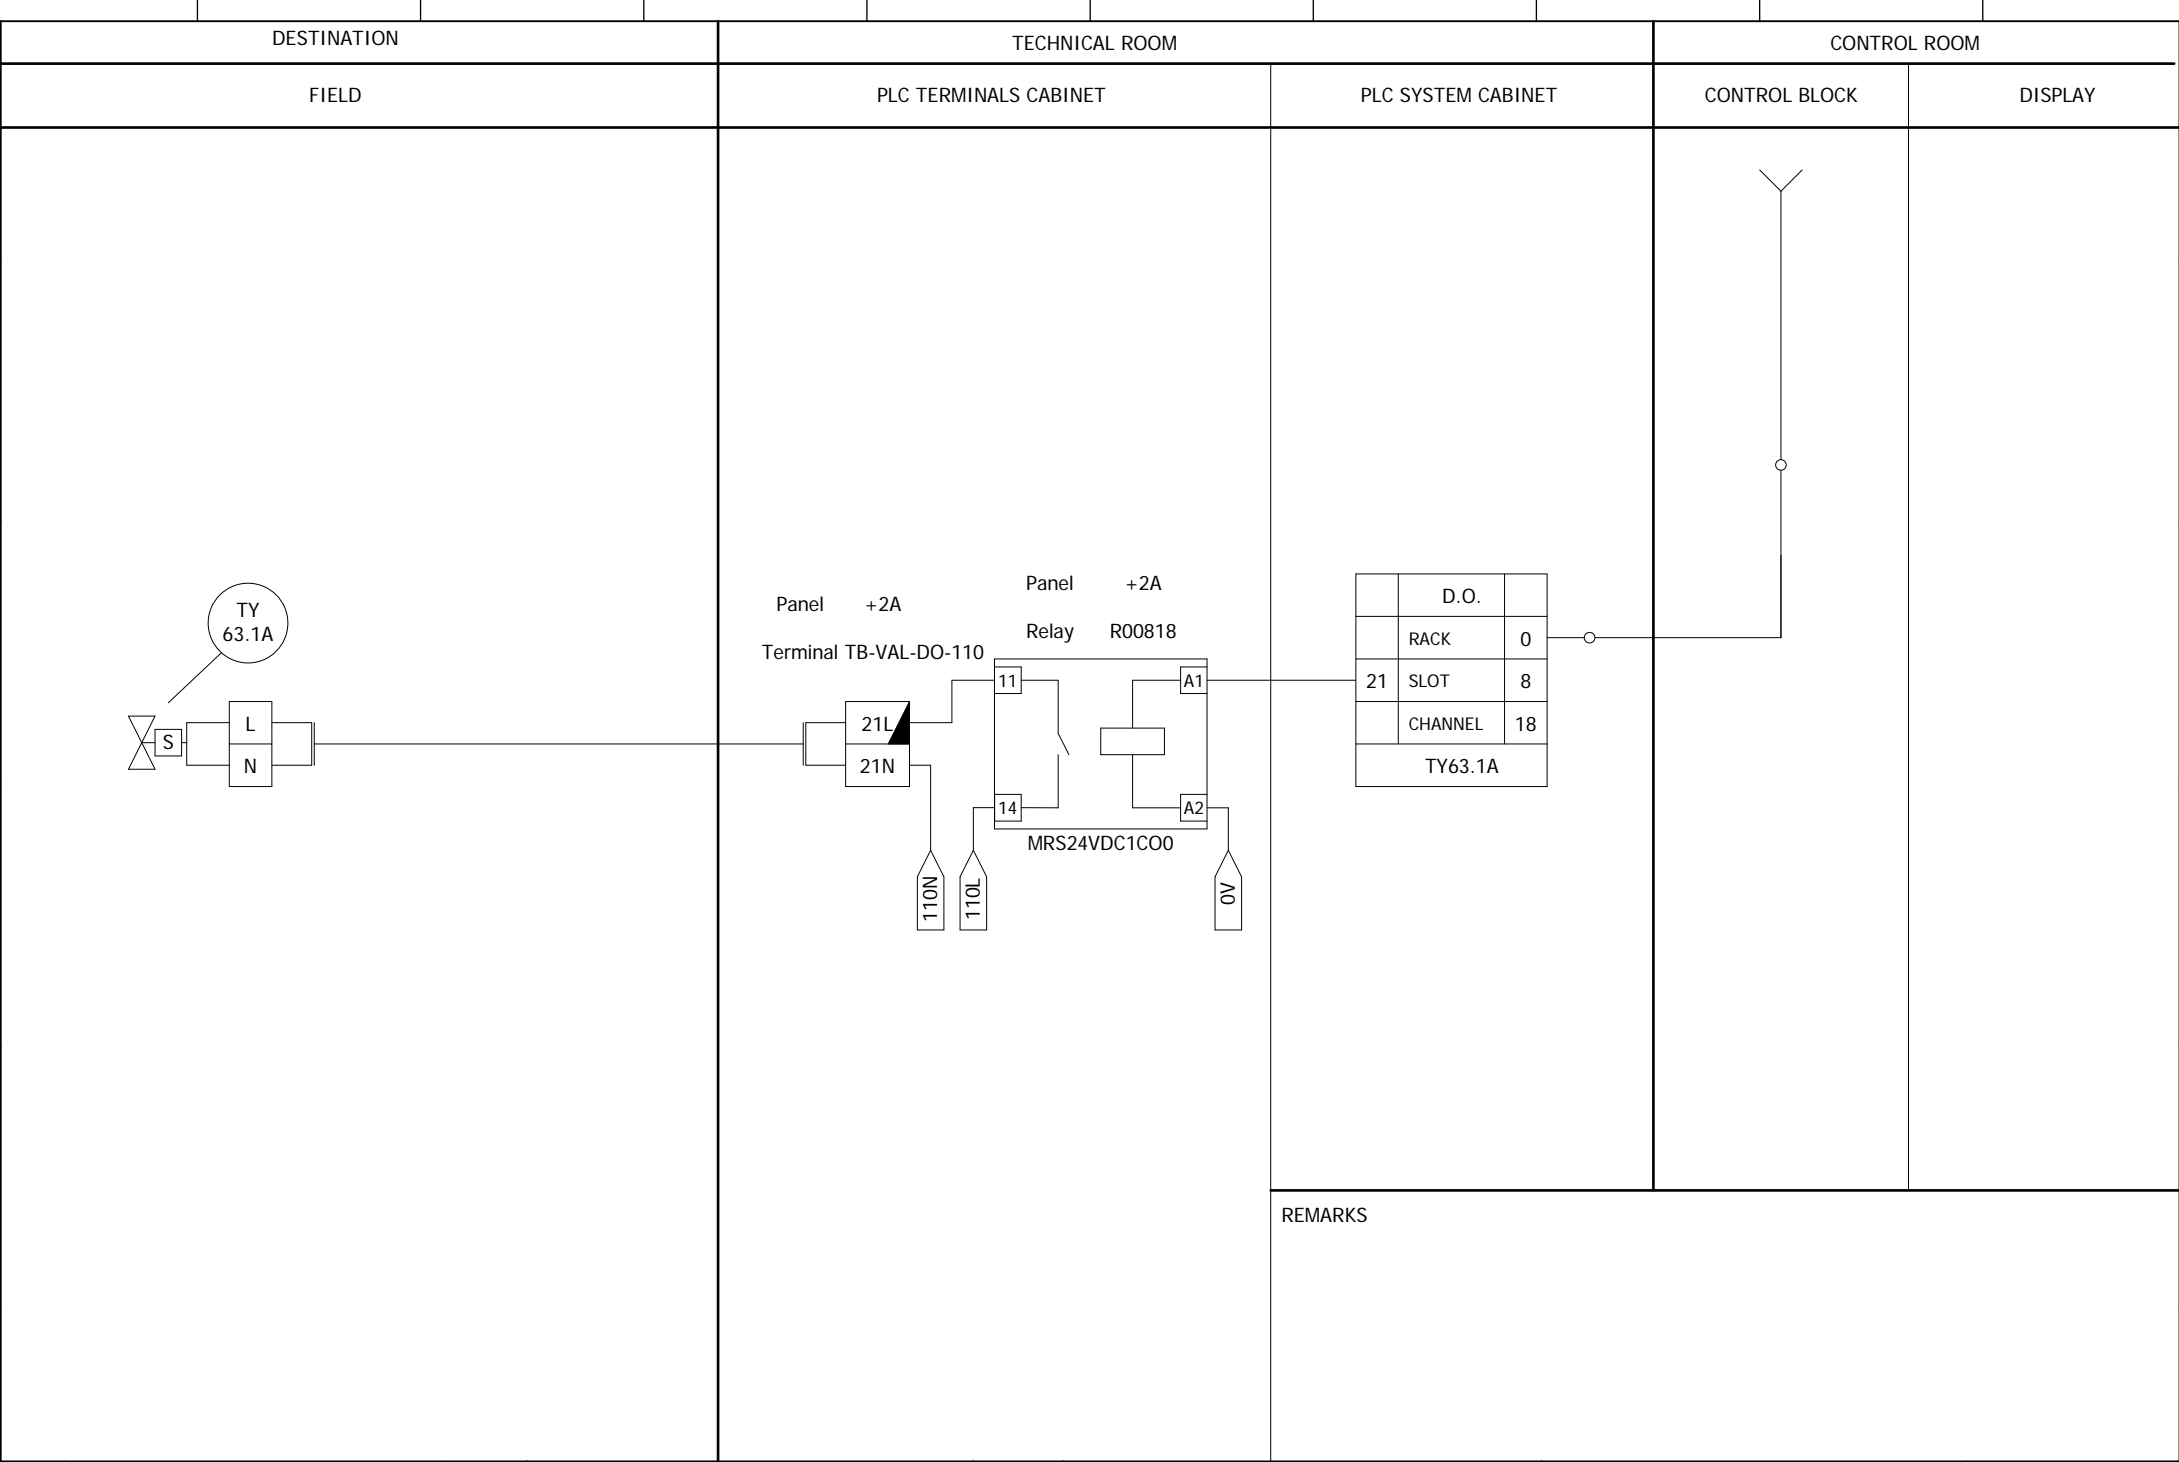 DESTINATION
TECHNICAL ROOM
CONTROL ROOM
FIELD
PLC TERMINALS CABINET
PLC SYSTEM CABINET
CONTROL BLOCK
DISPLAY
TY
63.1A
S
L
N
Panel +2A
Terminal TB-VAL-DO-110
21L
21N
110N
110L
Panel +2A
Relay R00818
11
14
A1
A2
MRS24VDC1CO0
0V
D.O.
RACK 0
21 SLOT 8
CHANNEL 18
TY63.1A
REMARKS